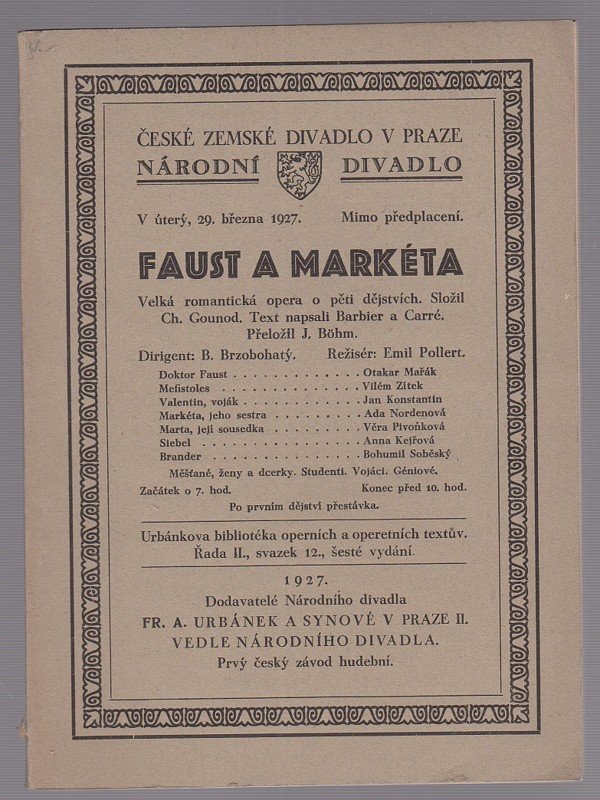 ČESKÉ ZEMSKÉ DIVADLO V PRAZE
NÁRODNÍ DIVADLO
V úterý, 29. března 1927. Mimo předplacení.
FAUST A MARKÉTA
Velká romantická opera o pěti dějstvích. Složil
Ch. Gounod. Text napsali Barbier a Carré.
Přeložil J. Böhm.
Dirigent: B. Brzobohatý. Režisér: Emil Pollert.
Doktor Faust . . . . . . . . . . . . . Otakar Mařák
Mefistoles . . . . . . . . . . . . . . Vilém Zítek
Valentin, voják . . . . . . . . . . . . Jan Konstantin
Markéta, jeho sestra . . . . . . . . . Ada Nordenová
Marta, její sousedka . . . . . . . . . Věra Pivoňková
Siebel . . . . . . . . . . . . . . . . Anna Kejřová
Brander . . . . . . . . . . . . . . . Bohumil Soběský
Měšťané, ženy a dcerky. Studenti. Vojáci. Géniové.
Začátek o 7. hod. Konec před 10. hod.
Po prvním dějství přestávka.
Urbánkova bibliotéka operních a operetních textův.
Řada II., svazek 12., šesté vydání.
1927.
Dodavatelé Národního divadla
FR. A. URBÁNEK A SYNOVÉ V PRAZE II.
VEDLE NÁRODNÍHO DIVADLA.
Prvý český závod hudební.